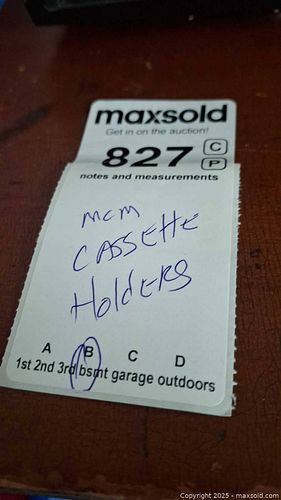 maxsold
Get in on the auction!
827 C
P
notes and measurements
mcm
CASSEttE
HoldERS
A B C D
1st 2nd 3rd bsmt garage outdoors
Copyright 2025 - maxsold.com